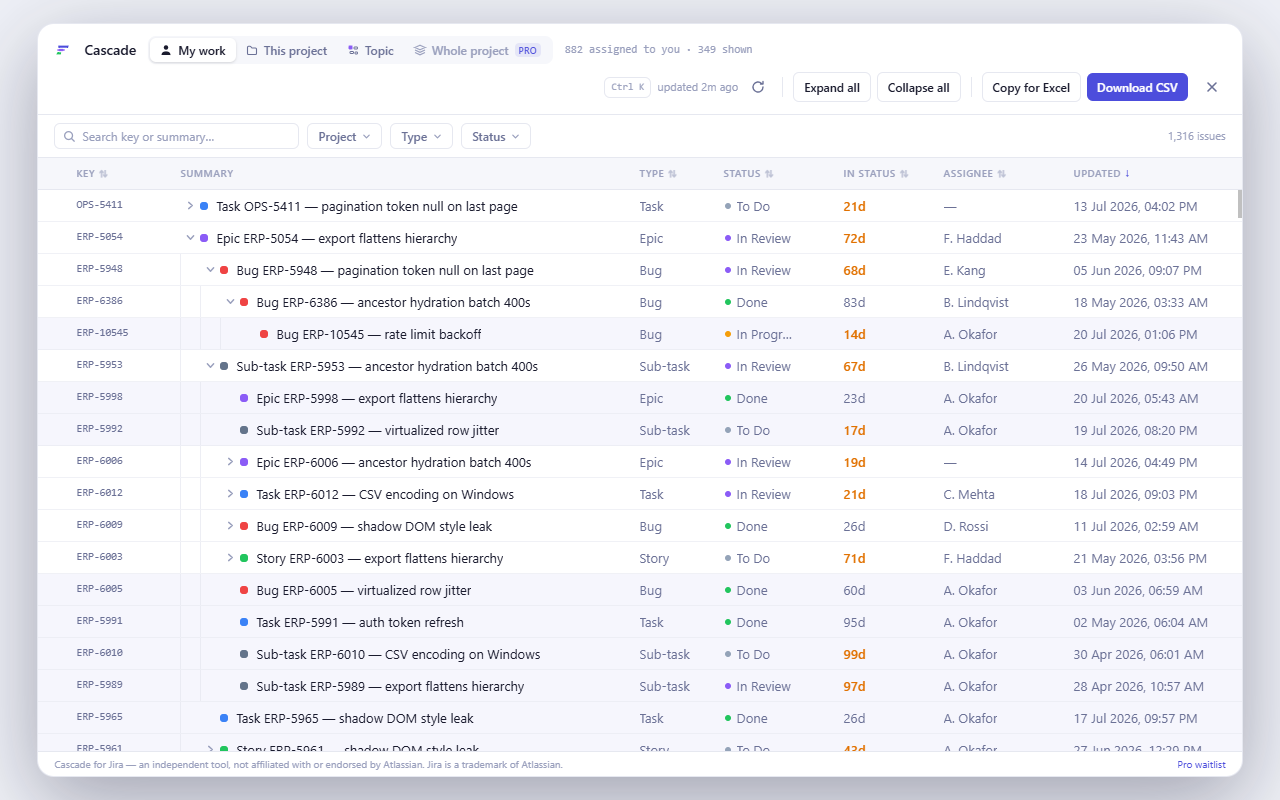 Cascade My work This project Topic Whole project PRO 882 assigned to you · 349 shown
Ctrl K updated 2m ago Expand all Collapse all Copy for Excel Download CSV
Search key or summary... Project Type Status 1,316 issues
KEY SUMMARY TYPE STATUS IN STATUS ASSIGNEE UPDATED ↓
OPS-5411 Task OPS-5411 — pagination token null on last page Task To Do 21d — 13 Jul 2026, 04:02 PM
ERP-5054 Epic ERP-5054 — export flattens hierarchy Epic In Review 72d F. Haddad 23 May 2026, 11:43 AM
ERP-5948 Bug ERP-5948 — pagination token null on last page Bug In Review 68d E. Kang 05 Jun 2026, 09:07 PM
ERP-6386 Bug ERP-6386 — ancestor hydration batch 400s Bug Done 83d B. Lindqvist 18 May 2026, 03:33 AM
ERP-10545 Bug ERP-10545 — rate limit backoff Bug In Progr... 14d A. Okafor 20 Jul 2026, 01:06 PM
ERP-5953 Sub-task ERP-5953 — ancestor hydration batch 400s Sub-task In Review 67d B. Lindqvist 26 May 2026, 09:50 AM
ERP-5998 Epic ERP-5998 — export flattens hierarchy Epic Done 23d A. Okafor 20 Jul 2026, 05:43 AM
ERP-5992 Sub-task ERP-5992 — virtualized row jitter Sub-task To Do 17d A. Okafor 19 Jul 2026, 08:20 PM
ERP-6006 Epic ERP-6006 — ancestor hydration batch 400s Epic In Review 19d — 14 Jul 2026, 04:49 PM
ERP-6012 Task ERP-6012 — CSV encoding on Windows Task In Review 21d C. Mehta 18 Jul 2026, 09:03 PM
ERP-6009 Bug ERP-6009 — shadow DOM style leak Bug Done 26d D. Rossi 11 Jul 2026, 02:59 AM
ERP-6003 Story ERP-6003 — export flattens hierarchy Story To Do 71d F. Haddad 21 May 2026, 03:56 PM
ERP-6005 Bug ERP-6005 — virtualized row jitter Bug Done 60d A. Okafor 03 Jun 2026, 06:59 AM
ERP-5991 Task ERP-5991 — auth token refresh Task Done 95d A. Okafor 02 May 2026, 06:04 AM
ERP-6010 Sub-task ERP-6010 — CSV encoding on Windows Sub-task To Do 99d A. Okafor 30 Apr 2026, 06:01 AM
ERP-5989 Sub-task ERP-5989 — export flattens hierarchy Sub-task In Review 97d A. Okafor 28 Apr 2026, 10:57 AM
ERP-5965 Task ERP-5965 — shadow DOM style leak Task Done 26d A. Okafor 17 Jul 2026, 09:57 PM
ERP-5961 Story ERP-5961 — shadow DOM style leak Story To Do 43d A. Okafor 27 Jun 2026, 12:29 PM
Cascade for Jira — an independent tool, not affiliated with or endorsed by Atlassian. Jira is a trademark of Atlassian. Pro waitlist